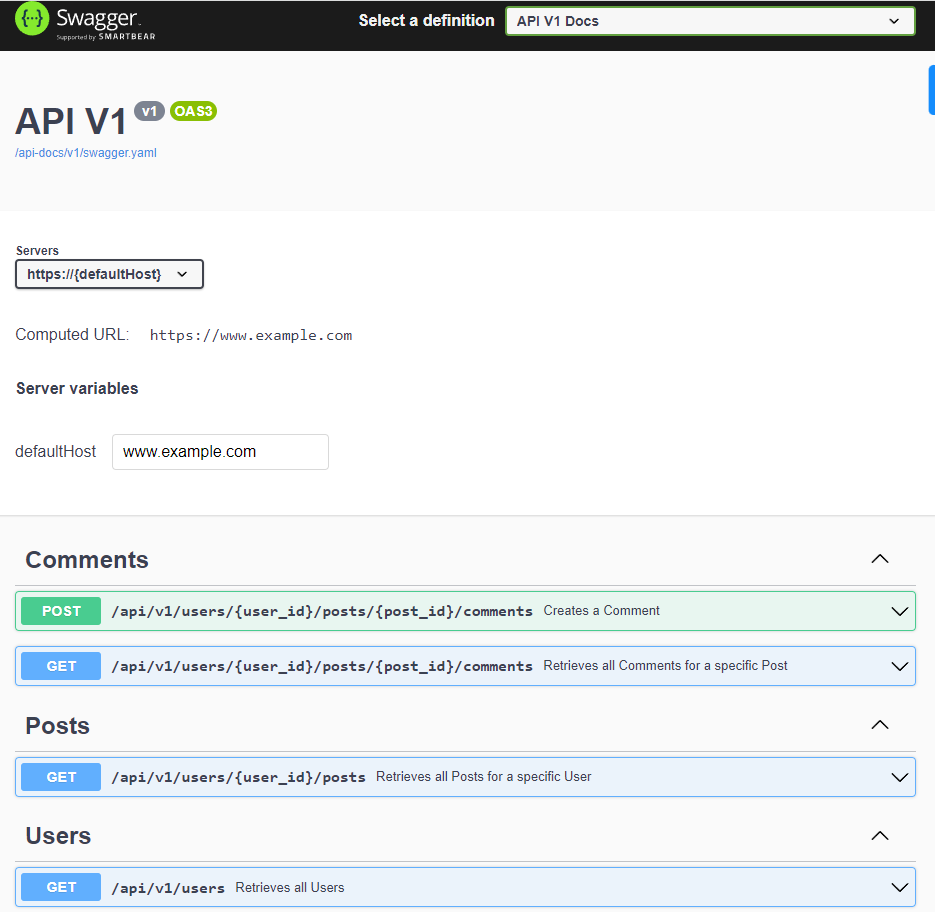 Swagger. Select a definition API V1 Docs
Supported by SMARTBEAR
API V1 v1 OAS3
/api-docs/v1/swagger.yaml
Servers
https://{defaultHost}
Computed URL: https://www.example.com
Server variables
defaultHost www.example.com
Comments
POST /api/v1/users/{user_id}/posts/{post_id}/comments Creates a Comment
GET /api/v1/users/{user_id}/posts/{post_id}/comments Retrieves all Comments for a specific Post
Posts
GET /api/v1/users/{user_id}/posts Retrieves all Posts for a specific User
Users
GET /api/v1/users Retrieves all Users